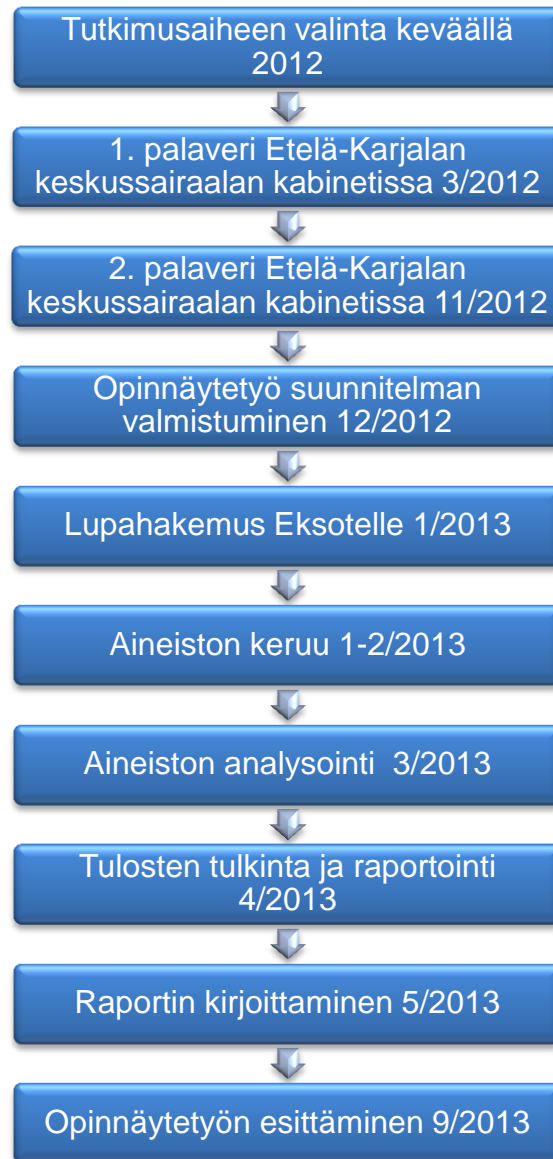 Tutkimusaiheen valinta keväällä
2012
1. palaveri Etelä-Karjalan
keskussairaalan kabinetissa 3/2012
2. palaveri Etelä-Karjalan
keskussairaalan kabinetissa 11/2012
Opinnäytetyö suunnitelman
valmistuminen 12/2012
Lupahakemus Eksotelle 1/2013
Aineiston keruu 1-2/2013
Aineiston analysointi 3/2013
Tulosten tulkinta ja raportointi
4/2013
Raportin kirjoittaminen 5/2013
Opinnäytetyön esittäminen 9/2013